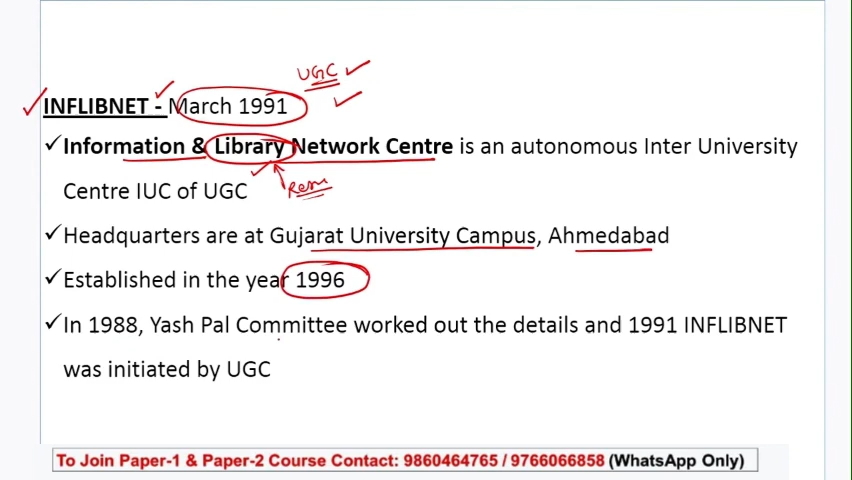 UGC
INFLIBNET - March 1991
✓Information & Library Network Centre is an autonomous Inter University
Centre IUC of UGC
✓Headquarters are at Gujarat University Campus, Ahmedabad
✓Established in the year 1996
✓In 1988, Yash Pal Committee worked out the details and 1991 INFLIBNET
was initiated by UGC
To Join Paper-1 & Paper-2 Course Contact: 9860464765 / 9766066858 (WhatsApp Only)